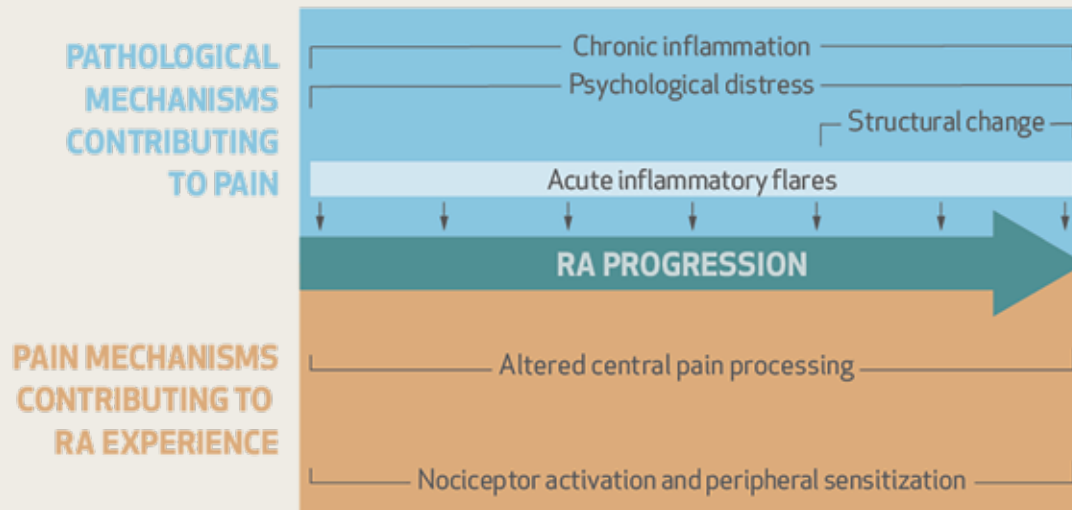 PATHOLOGICAL
MECHANISMS
CONTRIBUTING
TO PAIN
Chronic inflammation
Psychological distress
Structural change
Acute inflammatory flares
RA PROGRESSION
PAIN MECHANISMS
CONTRIBUTING TO
RA EXPERIENCE
Altered central pain processing
Nociceptor activation and peripheral sensitization